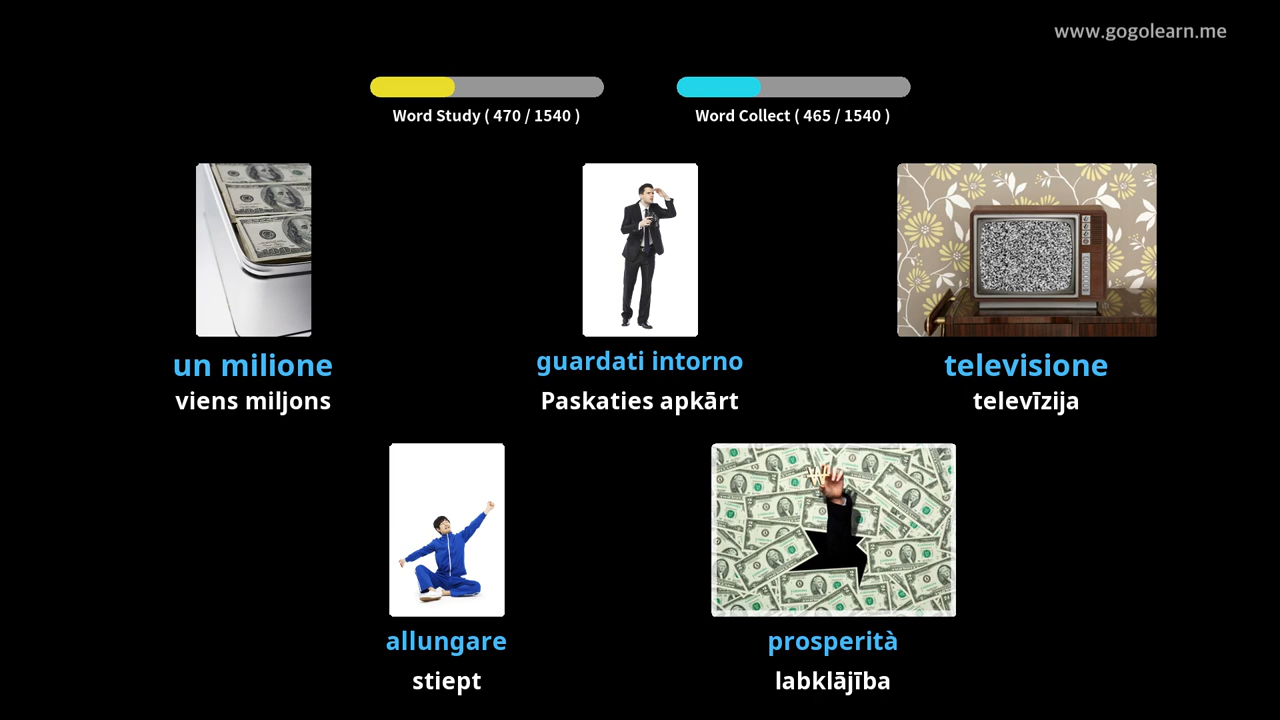 www.gogolearn.me
Word Study ( 470 / 1540 )
Word Collect ( 465 / 1540 )
un milione
viens miljons
guardati intorno
Paskaties apkārt
televisione
televīzija
allungare
stiept
prosperità
labklājība